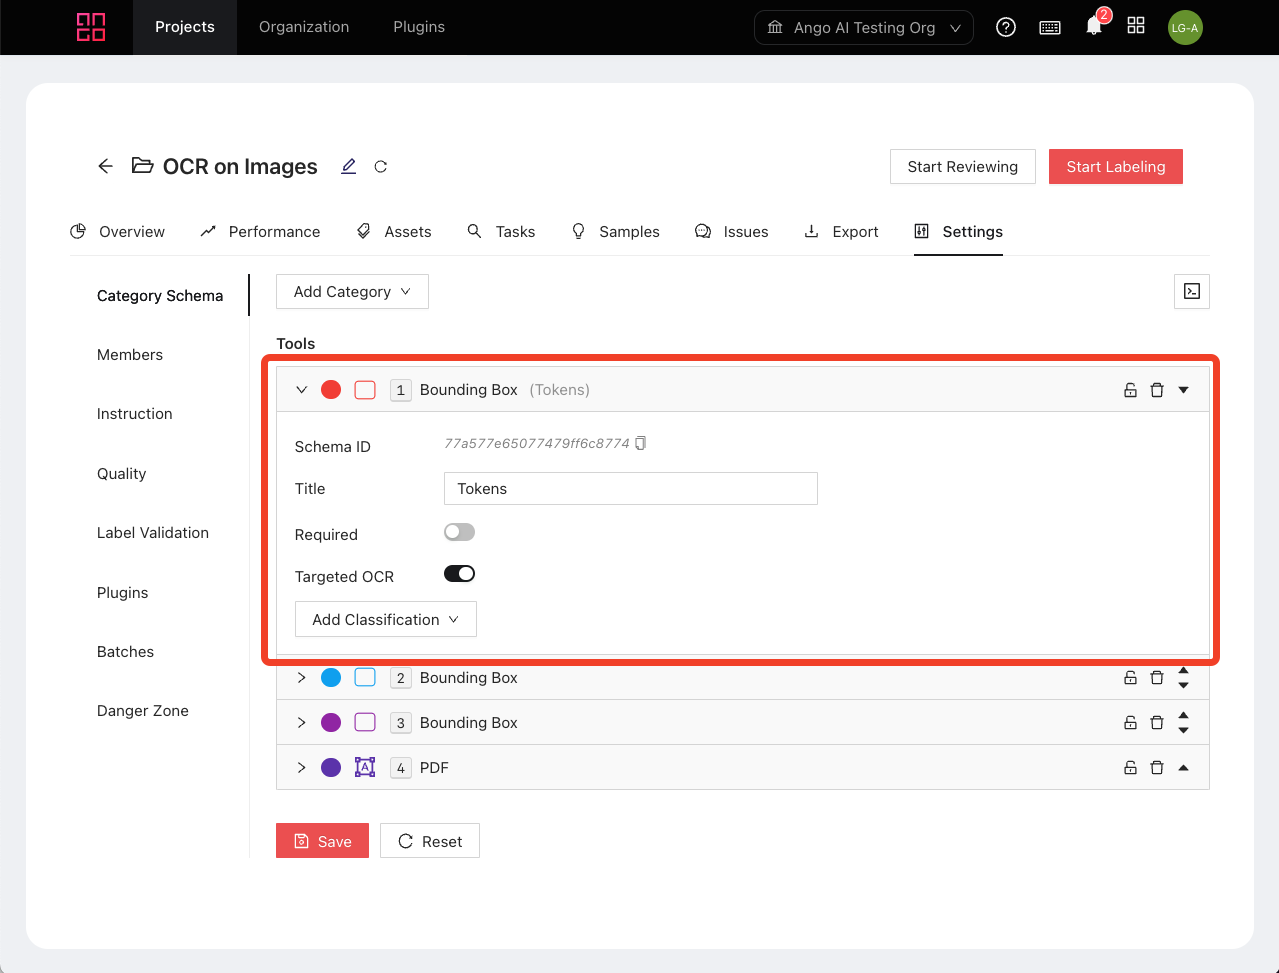 Projects Organization Plugins Ango AI Testing Org 2 LG-A
OCR on Images Start Reviewing Start Labeling
Overview Performance Assets Tasks Samples Issues Export Settings
Category Schema
Members
Instruction
Quality
Label Validation
Plugins
Batches
Danger Zone
Add Category
Tools
1 Bounding Box (Tokens)
Schema ID 77a577e65077479ff6c8774
Title Tokens
Required
Targeted OCR
Add Classification
2 Bounding Box
3 Bounding Box
A 4 PDF
Save Reset